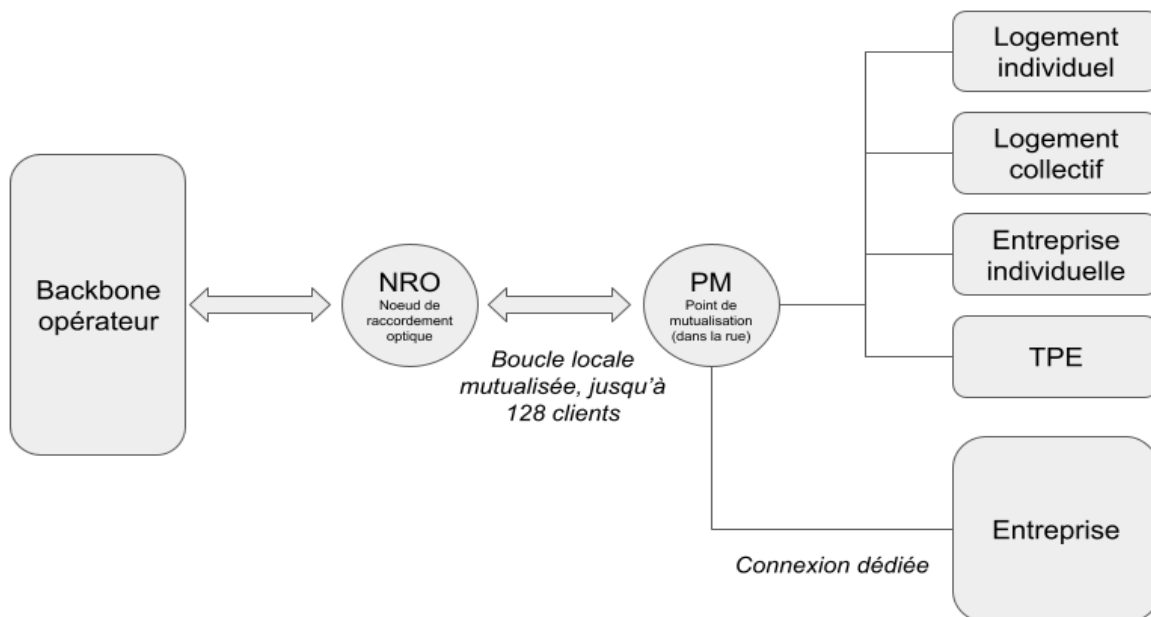 Logement
individuel
Logement
collectif
Entreprise
individuelle
TPE
Entreprise
Backbone
opérateur
NRO
Noeud de
raccordement
optique
PM
Point de
mutualisation
(dans la rue)
Boucle locale
mutualisée, jusqu'à
128 clients
Connexion dédiée